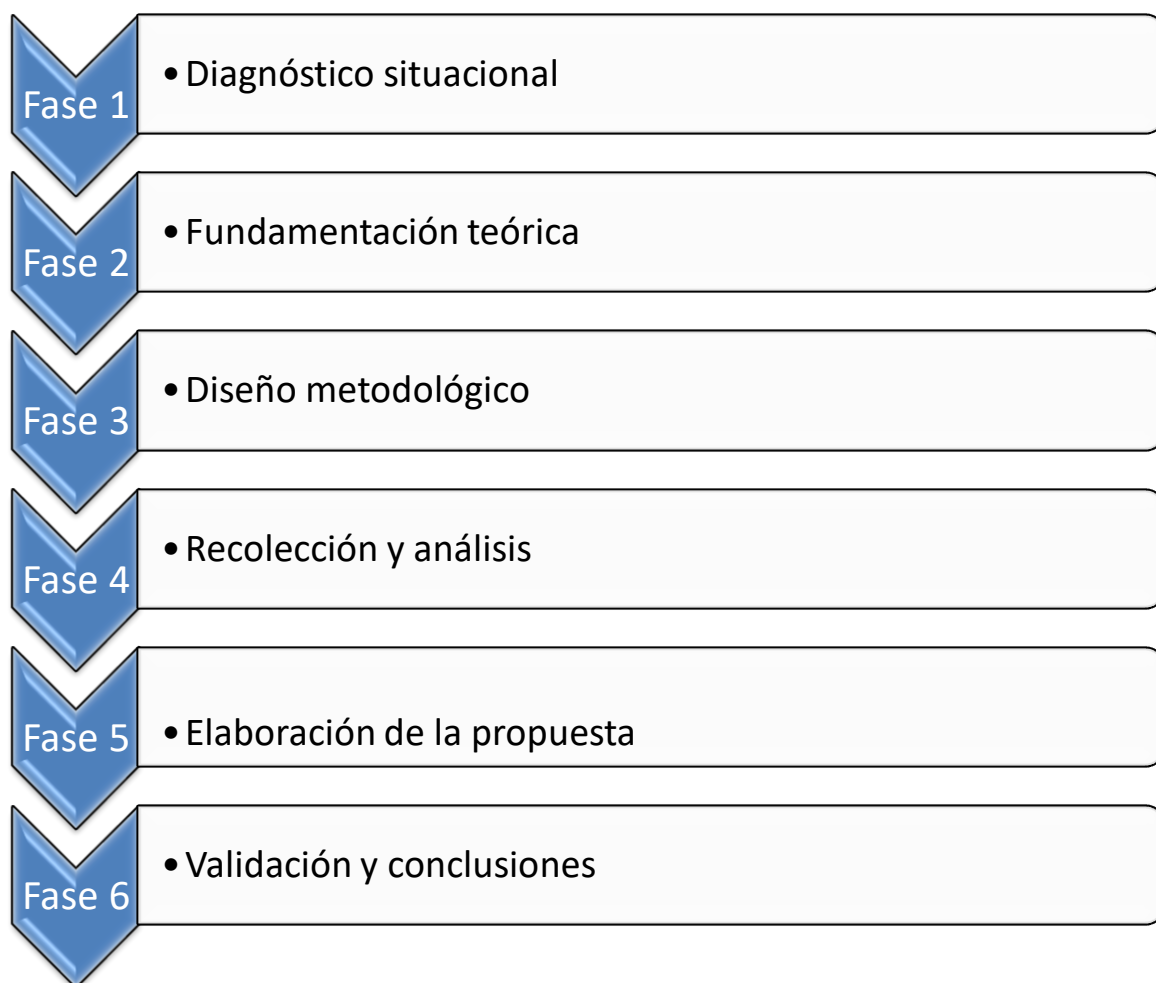 Fase 1
• Diagnóstico situacional
Fase 2
• Fundamentación teórica
Fase 3
• Diseño metodológico
Fase 4
• Recolección y análisis
Fase 5
• Elaboración de la propuesta
Fase 6
• Validación y conclusiones